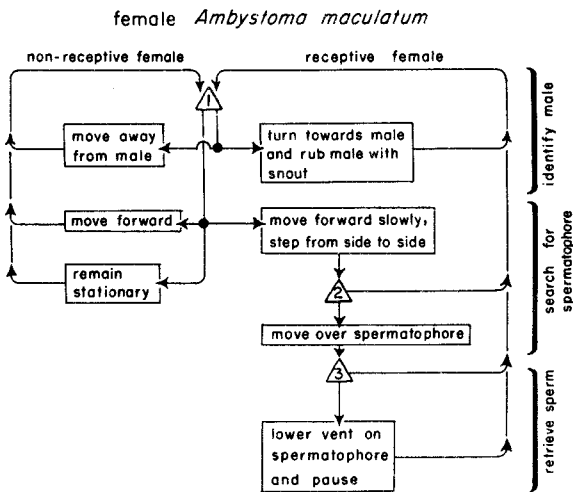 female Ambystoma maculatum
non-receptive female
receptive female
1
move away
from male
turn towards male
and rub male with
snout
identify male
move forward
move forward slowly,
step from side to side
remain
stationary
2
move over spermatophore
search for
spermatophore
3
lower vent on
spermatophore
and pause
retrieve sperm